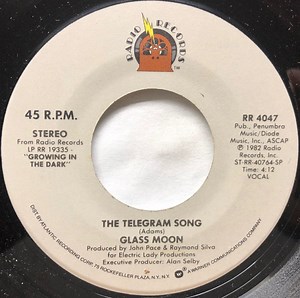 RADIO RECORDS
TM
45 R.P.M.
STEREO
From Radio Records
LP RR 19335 -
"GROWING IN
THE DARK"
RR 4047
Pub., Penumbra
Music/Diode
Music Inc., ASCAP
℗ 1982 Radio
Records, Inc.
ST-RR-40764-SP
Time: 4:12
VOCAL
THE TELEGRAM SONG
(Adams)
GLASS MOON
Produced by John Pace & Raymond Silva
for Electric Lady Productions
Executive Producer: Alan Selby
DIST. BY ATLANTIC RECORDING CORP., 75 ROCKEFELLER PLAZA, N.Y., N.Y. A WARNER COMMUNICATIONS COMPANY